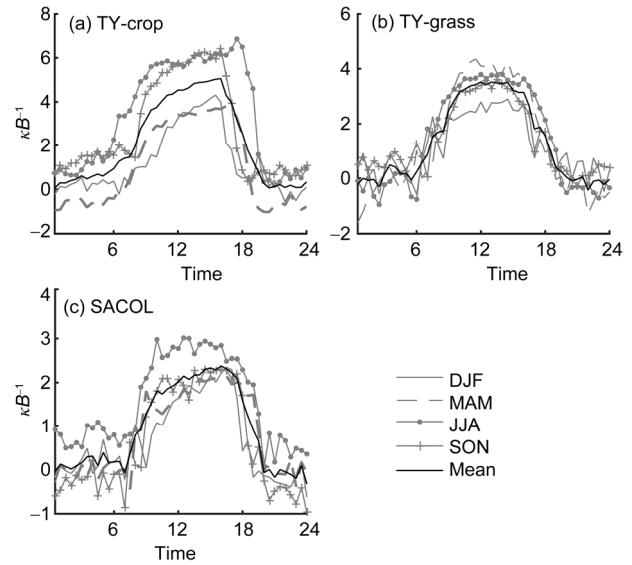 (a) TY-crop
8
6
4
2
0
−2
κB⁻¹
6 12 18 24
Time
(b) TY-grass
6
4
2
0
−2
6 12 18 24
Time
(c) SACOL
4
3
2
1
0
−1
κB⁻¹
6 12 18 24
Time
DJF
MAM
JJA
SON
Mean